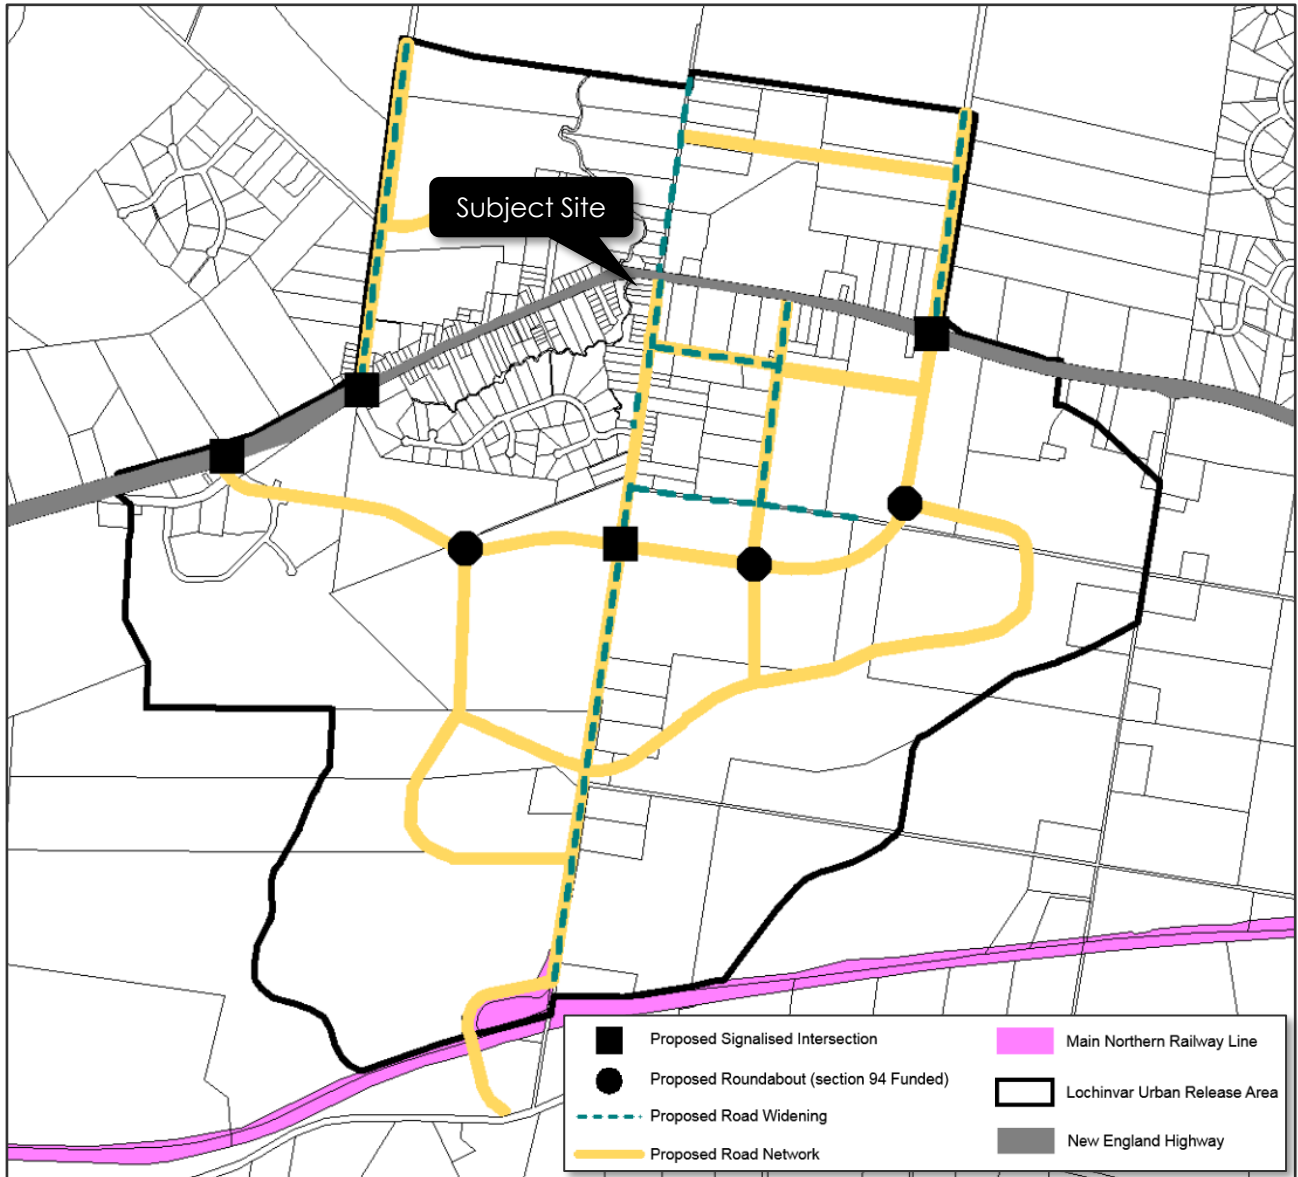 Subject Site
Proposed Signalised Intersection
Proposed Roundabout (section 94 Funded)
Proposed Road Widening
Proposed Road Network
Main Northern Railway Line
Lochinvar Urban Release Area
New England Highway